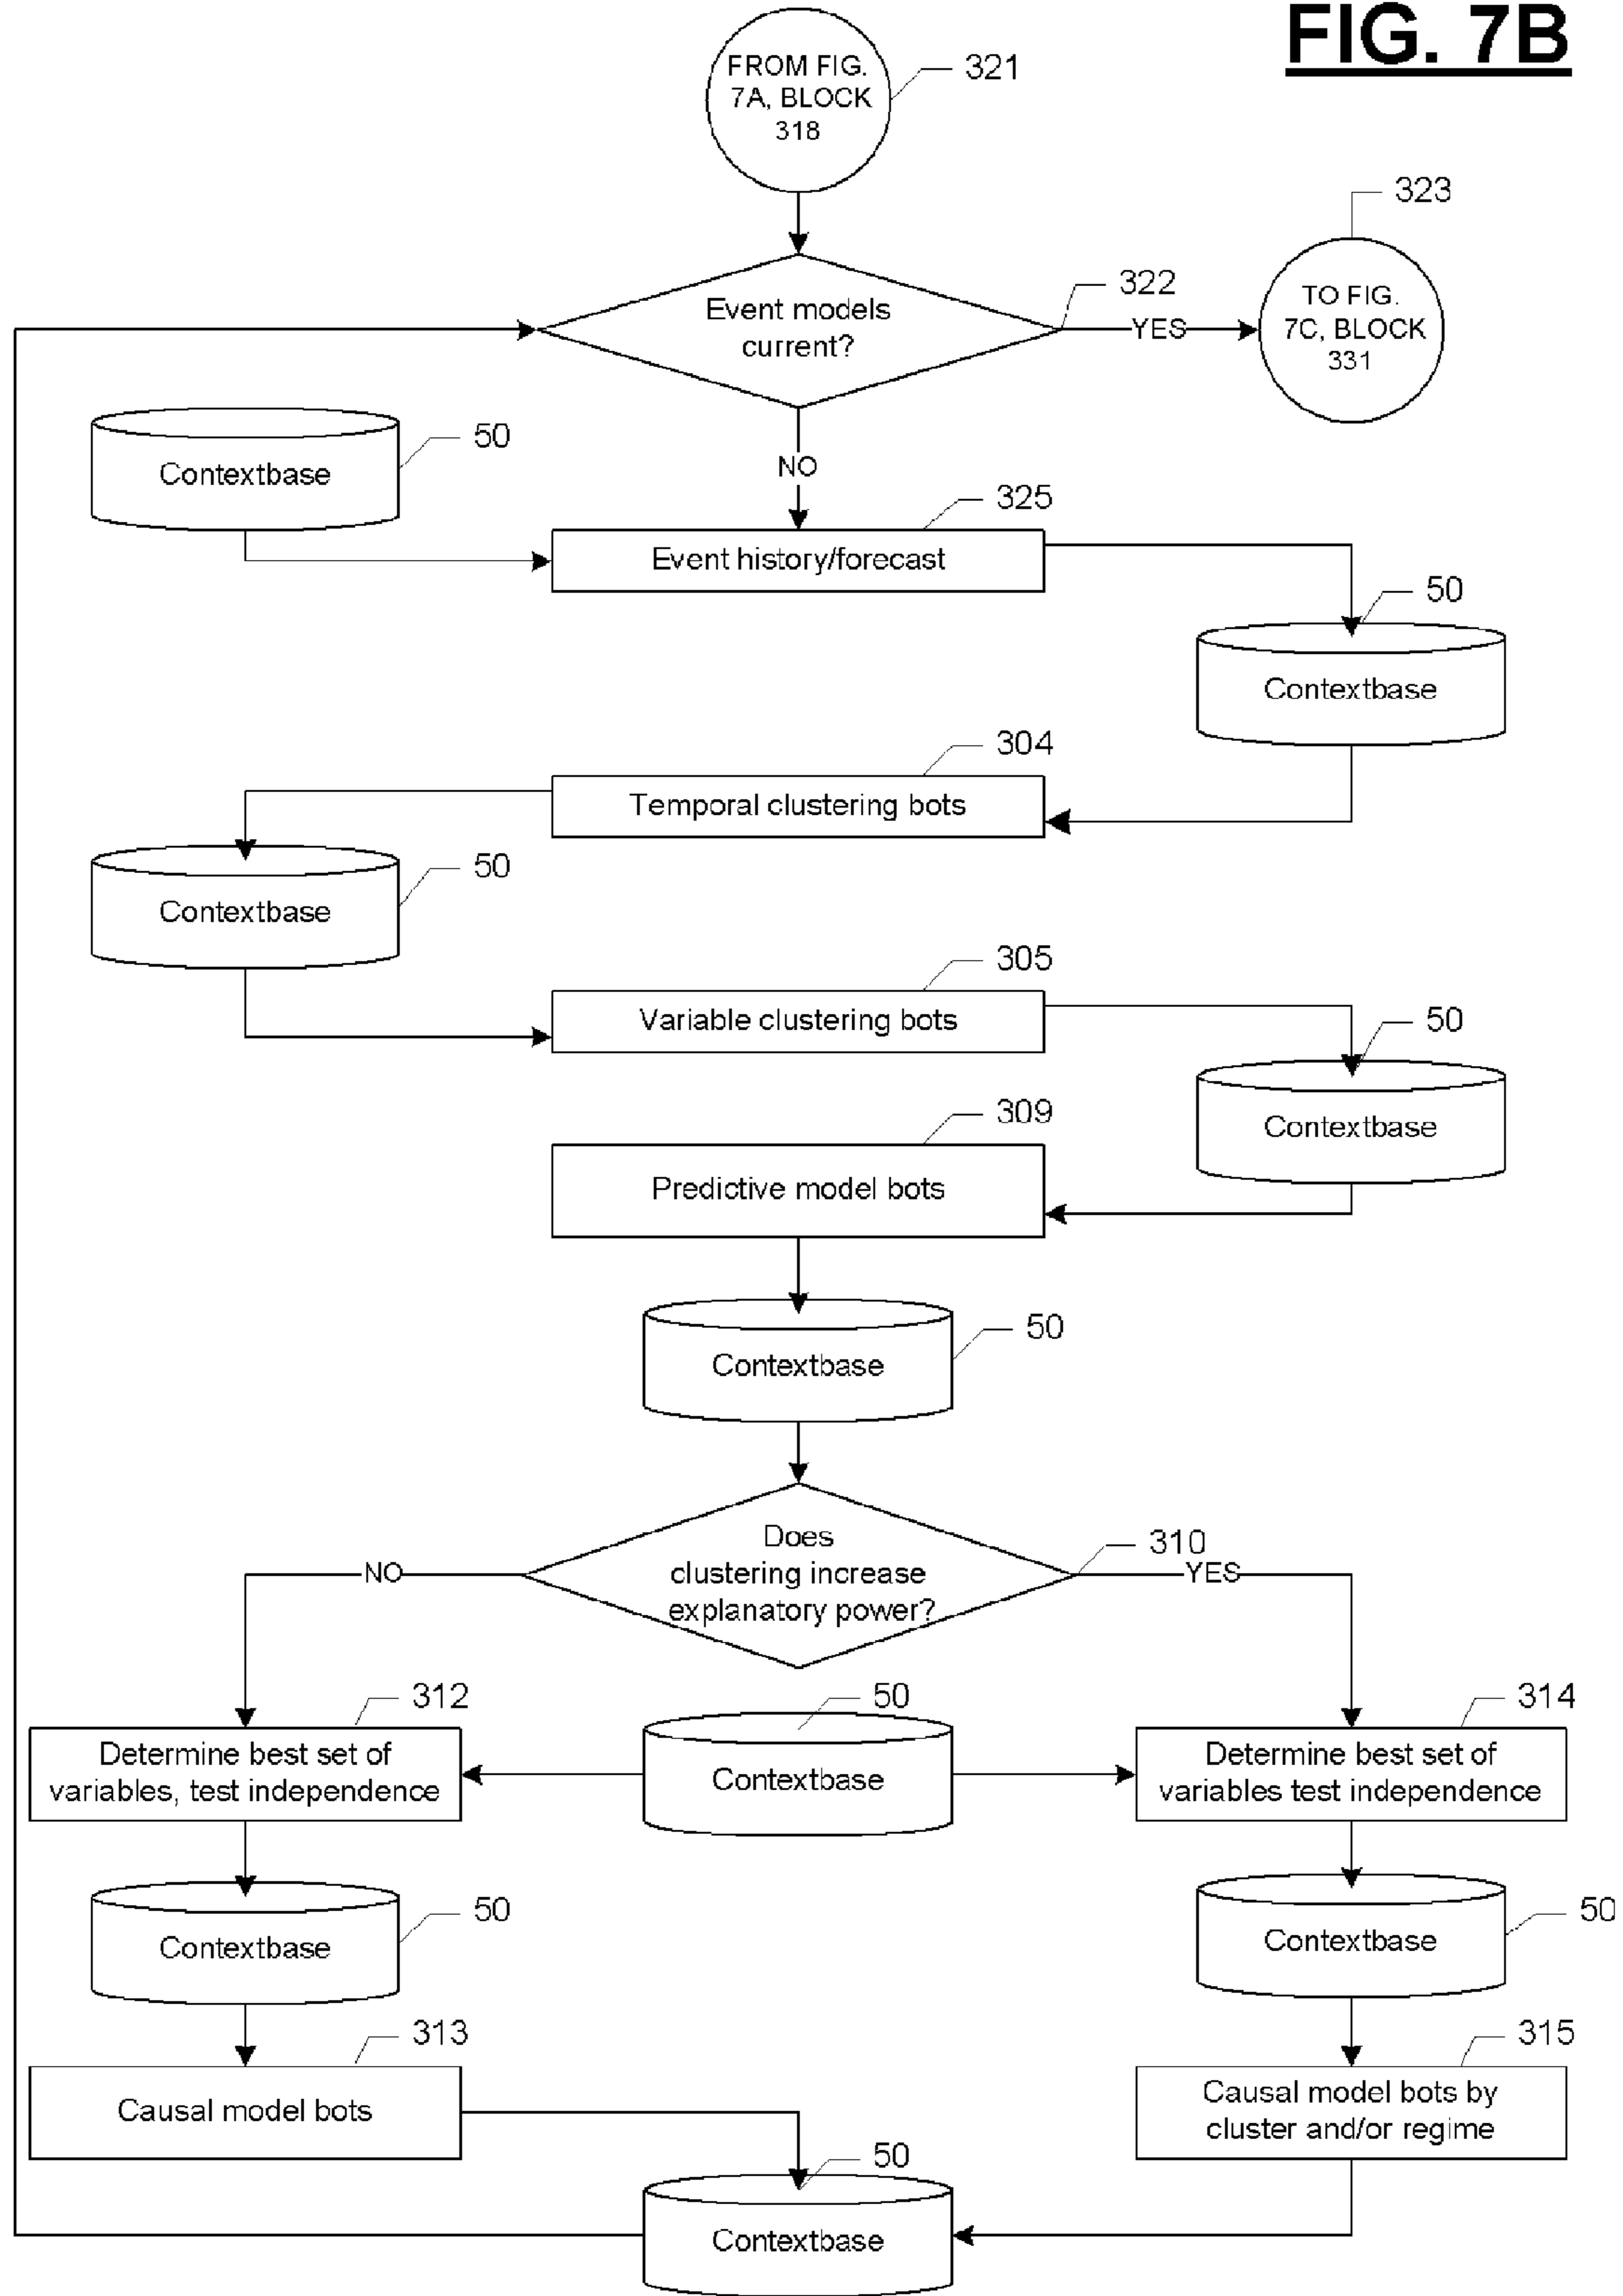 FIG. 7B
FROM FIG.
7A, BLOCK
318
321
323
Event models
current?
322
YES
TO FIG.
7C, BLOCK
331
NO
50
Contextbase
325
Event history/forecast
50
Contextbase
304
Temporal clustering bots
50
Contextbase
305
Variable clustering bots
50
Contextbase
309
Predictive model bots
50
Contextbase
Does
clustering increase
explanatory power?
310
NO
YES
312
Determine best set of
variables, test independence
50
Contextbase
314
Determine best set of
variables test independence
50
Contextbase
50
Contextbase
313
Causal model bots
315
Causal model bots by
cluster and/or regime
50
Contextbase